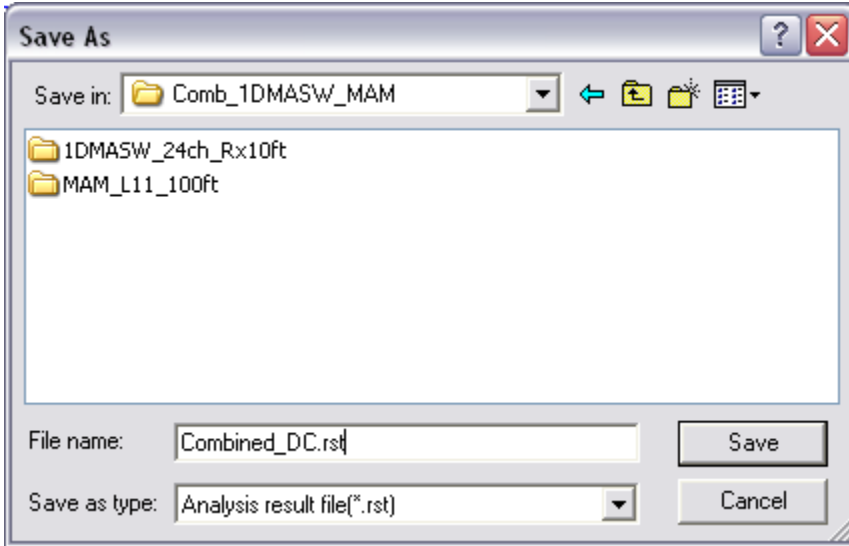 Save As
Save in: Comb_1DMASW_MAM
1DMASW_24ch_Rx10ft
MAM_L11_100ft
File name: Combined_DC.rst Save
Save as type: Analysis result file(*.rst) Cancel